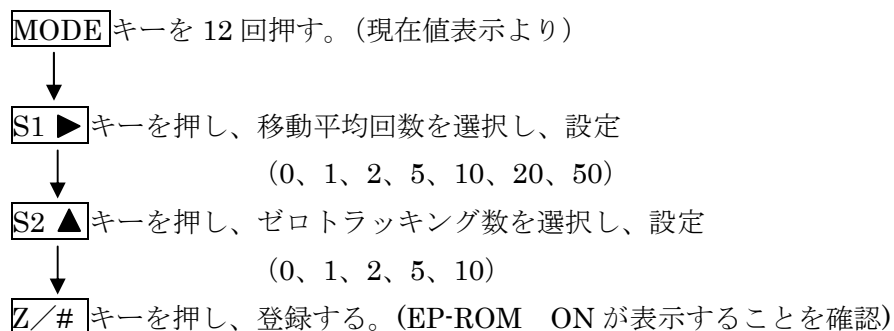 MODEキーを 12 回押す。(現在値表示より)
S1 ▶キーを押し、移動平均回数を選択し、設定
(0、1、2、5、10、20、50)
S2 ▲キーを押し、ゼロトラッキング数を選択し、設定
(0、1、2、5、10)
Z／# キーを押し、登録する。(EP-ROM　ON が表示することを確認)